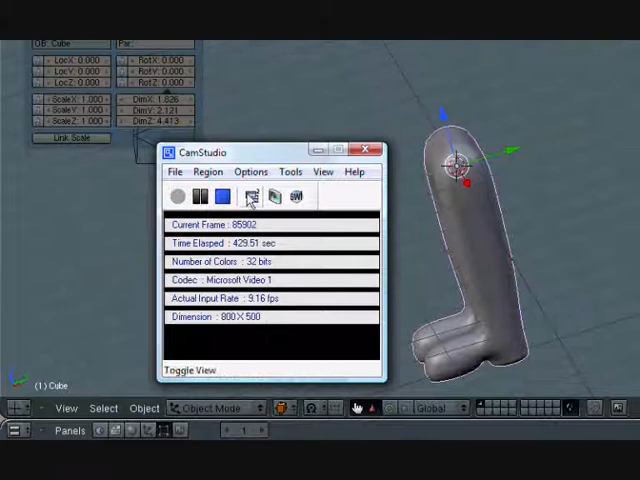 OB: Cube Par:
LocX: 0.000 RotX: 0.000
LocY: 0.000 RotY: 0.000
LocZ: 0.000 RotZ: 0.000
ScaleX: 1.000 DimX: 1.826
ScaleY: 1.000 DimY: 2.121
ScaleZ: 1.000 DimZ: 4.413
Link Scale
CamStudio
File Region Options Tools View Help
Current Frame : 85902
Time Elasped : 429.51 sec
Number of Colors : 32 bits
Codec : Microsoft Video 1
Actual Input Rate : 9.16 fps
Dimension : 800 X 500
Toggle View
(1) Cube
View Select Object Object Mode Global
Panels 1